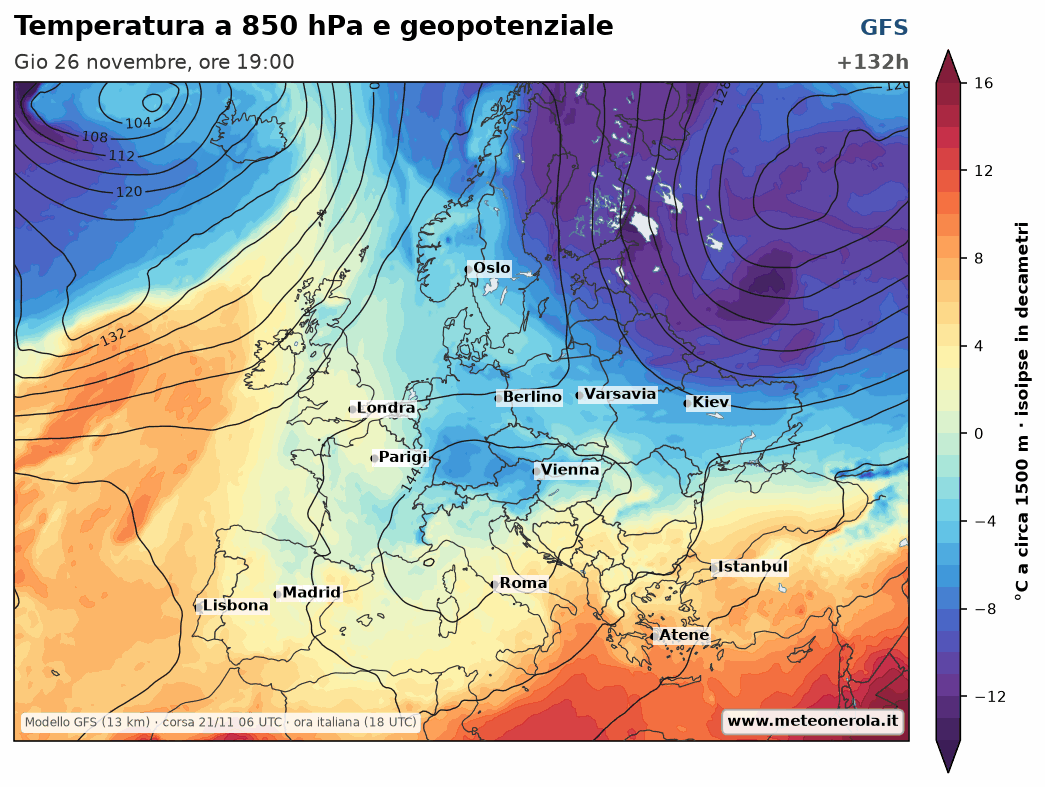 Temperatura a 850 hPa e geopotenziale
GFS
Gio 26 novembre, ore 19:00
+132h
104
108
112
120
128
132
144
Oslo
Londra
Berlino
Varsavia
Kiev
Parigi
Vienna
Istanbul
Roma
Madrid
Lisbona
Atene
Modello GFS (13 km) · corsa 21/11 06 UTC · ora italiana (18 UTC)
www.meteonerola.it
16
12
8
4
0
−4
−8
−12
°C a circa 1500 m · isoipse in decametri